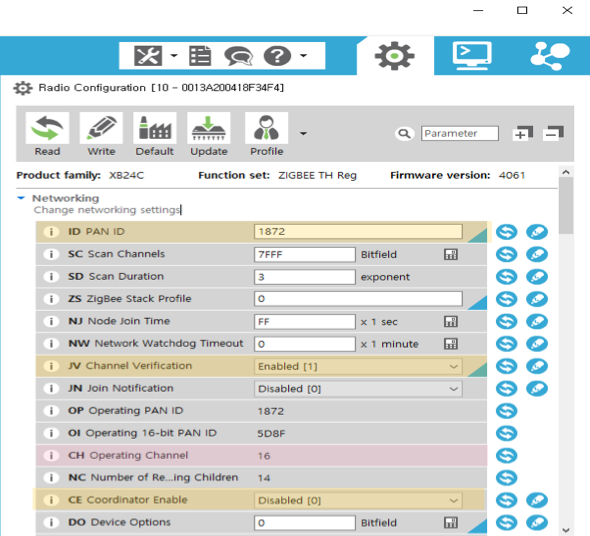 Radio Configuration [10 - 0013A200418F34F4]
Read Write Default Update Profile Parameter
Product family: XB24C Function set: ZIGBEE TH Reg Firmware version: 4061
Networking
Change networking settings
i ID PAN ID 1872
i SC Scan Channels 7FFF Bitfield
i SD Scan Duration 3 exponent
i ZS ZigBee Stack Profile 0
i NJ Node Join Time FF x 1 sec
i NW Network Watchdog Timeout 0 x 1 minute
i JV Channel Verification Enabled [1]
i JN Join Notification Disabled [0]
i OP Operating PAN ID 1872
i OI Operating 16-bit PAN ID 5D8F
i CH Operating Channel 16
i NC Number of Re...ing Children 14
i CE Coordinator Enable Disabled [0]
i DO Device Options 0 Bitfield